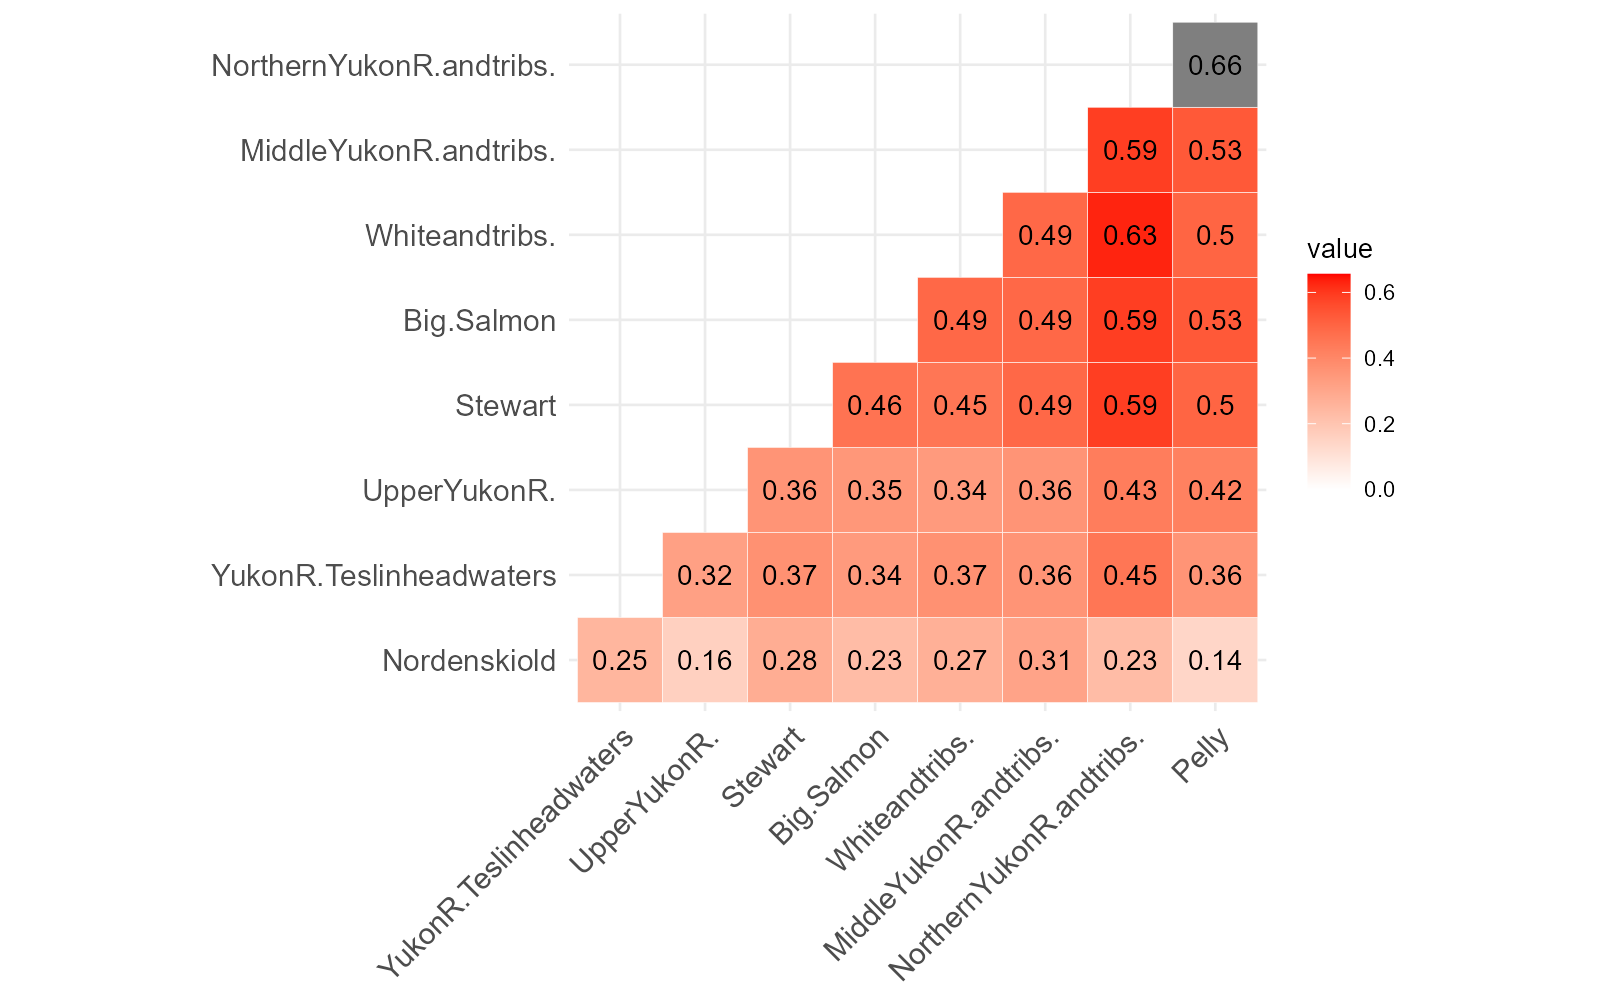 NorthernYukonR.andtribs. 0.66
MiddleYukonR.andtribs. 0.59 0.53
Whiteandtribs. 0.49 0.63 0.5
Big.Salmon 0.49 0.49 0.59 0.53
Stewart 0.46 0.45 0.49 0.59 0.5
UpperYukonR. 0.36 0.35 0.34 0.36 0.43 0.42
YukonR.Teslinheadwaters 0.32 0.37 0.34 0.37 0.36 0.45 0.36
Nordenskiold 0.25 0.16 0.28 0.23 0.27 0.31 0.23 0.14
YukonR.Teslinheadwaters
UpperYukonR.
Stewart
Big.Salmon
Whiteandtribs.
MiddleYukonR.andtribs.
NorthernYukonR.andtribs.
Pelly
value
0.6
0.4
0.2
0.0